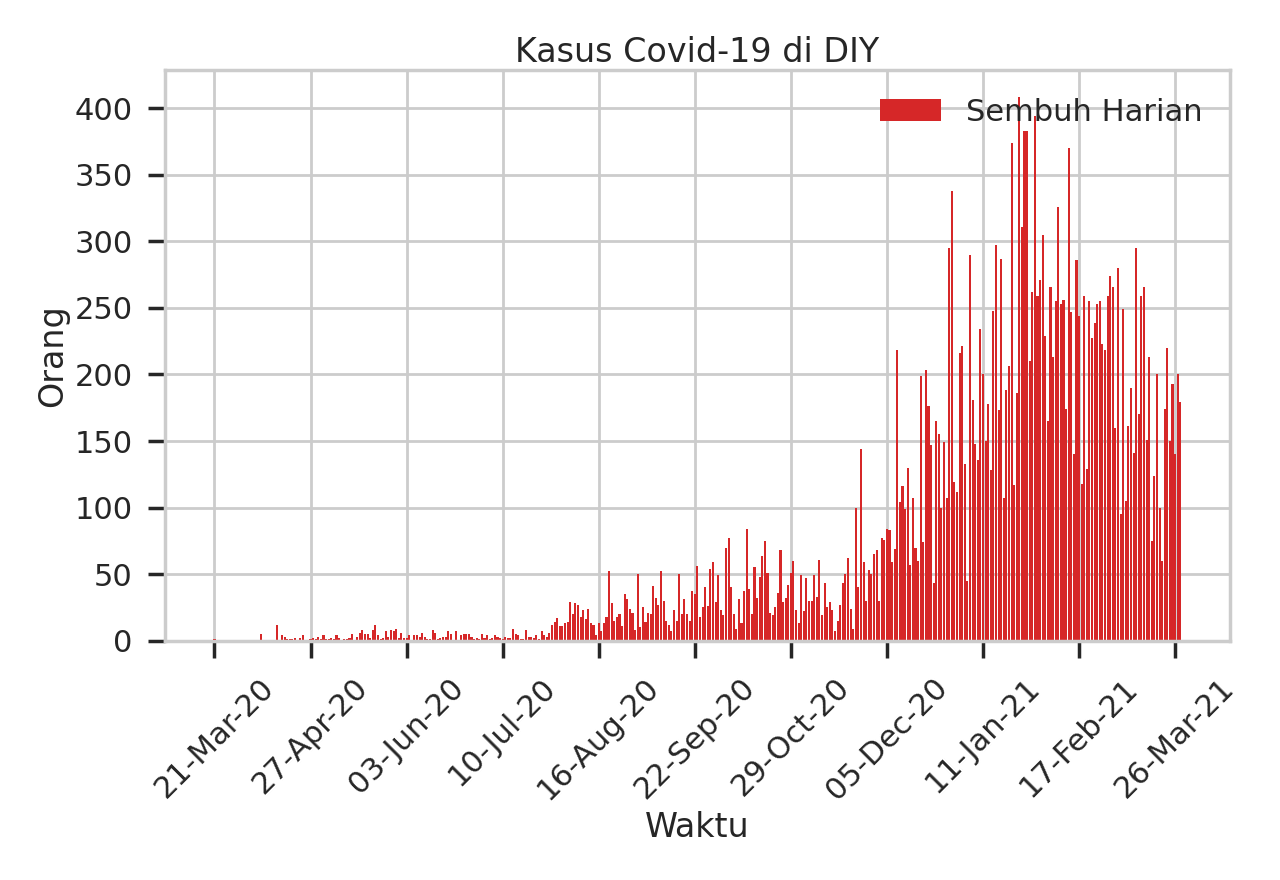 Kasus Covid-19 di DIY
Sembuh Harian
Orang
400
350
300
250
200
150
100
50
0
21-Mar-20
27-Apr-20
03-Jun-20
10-Jul-20
16-Aug-20
22-Sep-20
29-Oct-20
05-Dec-20
11-Jan-21
17-Feb-21
26-Mar-21
Waktu